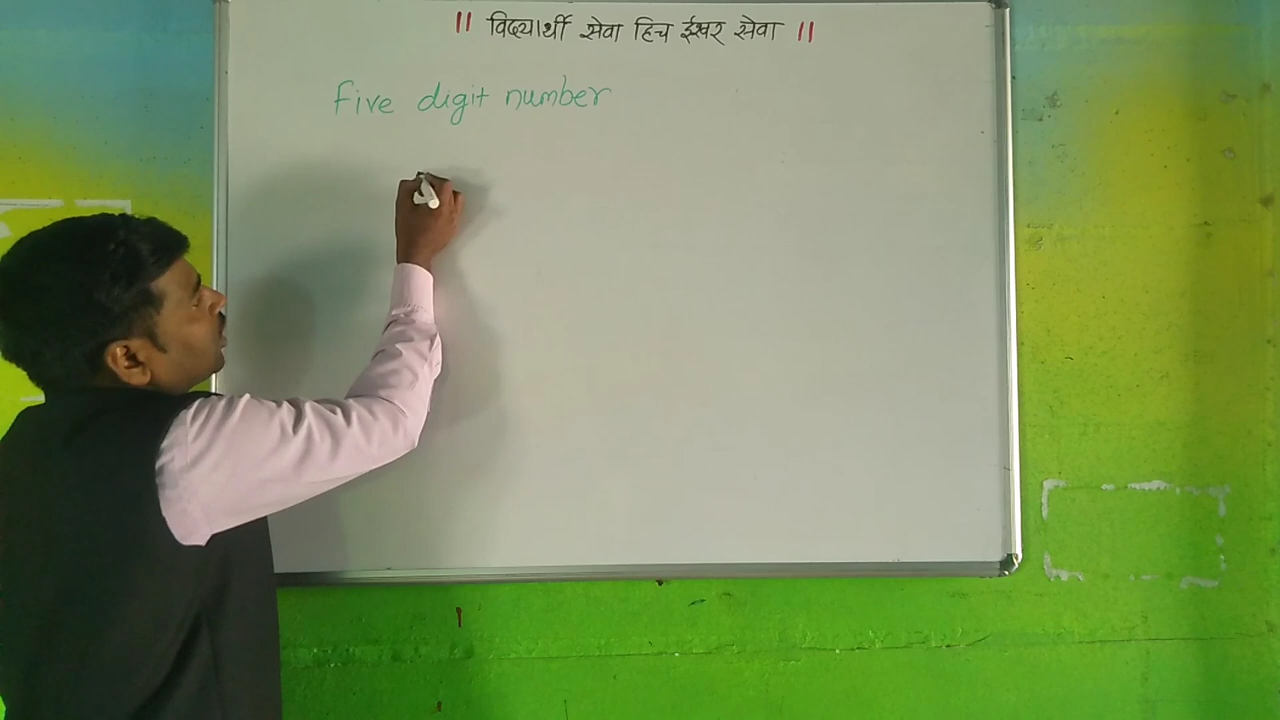 || विद्यार्थी सेवा हिच ईश्वर सेवा ||
five digit number